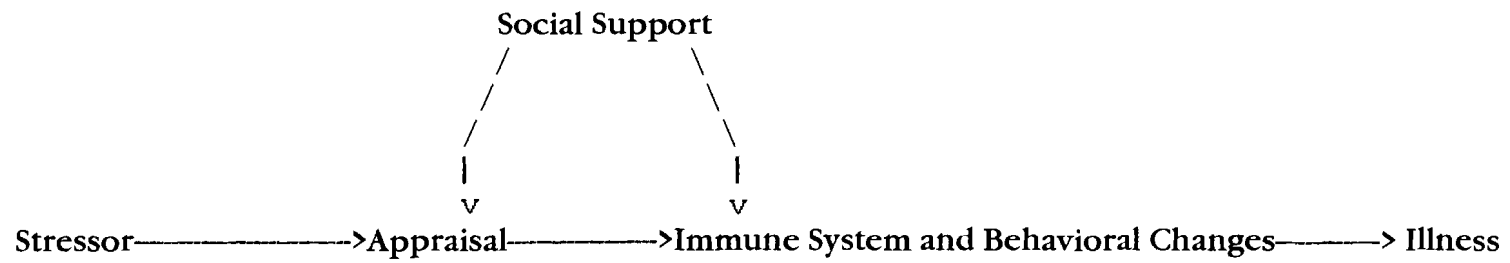 Social Support
Stressor--------------->Appraisal---------->Immune System and Behavioral Changes-------> Illness